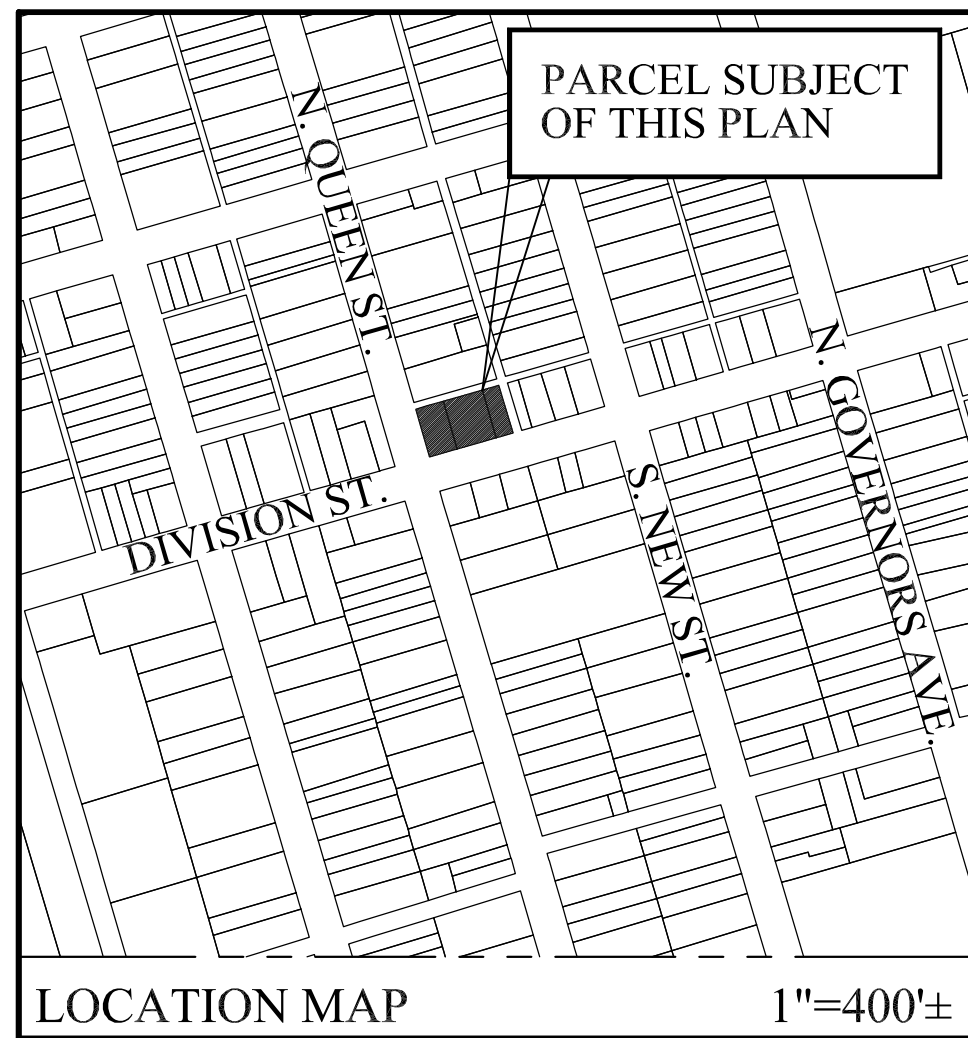 PARCEL SUBJECT
OF THIS PLAN
N. QUEEN ST.
N. GOVERNORS AVE.
DIVISION ST.
S. NEW ST.
LOCATION MAP
1"=400'±